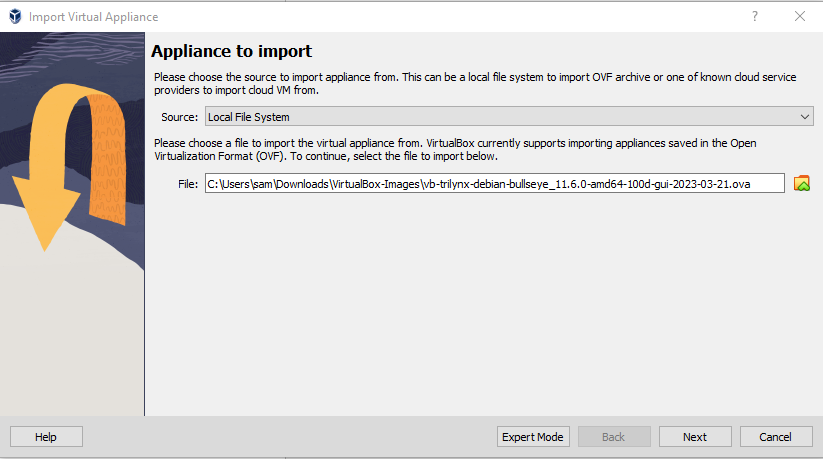 Import Virtual Appliance
Appliance to import
Please choose the source to import appliance from. This can be a local file system to import OVF archive or one of known cloud service
providers to import cloud VM from.
Source: Local File System
Please choose a file to import the virtual appliance from. VirtualBox currently supports importing appliances saved in the Open
Virtualization Format (OVF). To continue, select the file to import below.
File: C:\Users\sam\Downloads\VirtualBox-Images\vb-trilynx-debian-bullseye_11.6.0-amd64-100d-gui-2023-03-21.ova
Help Expert Mode Back Next Cancel